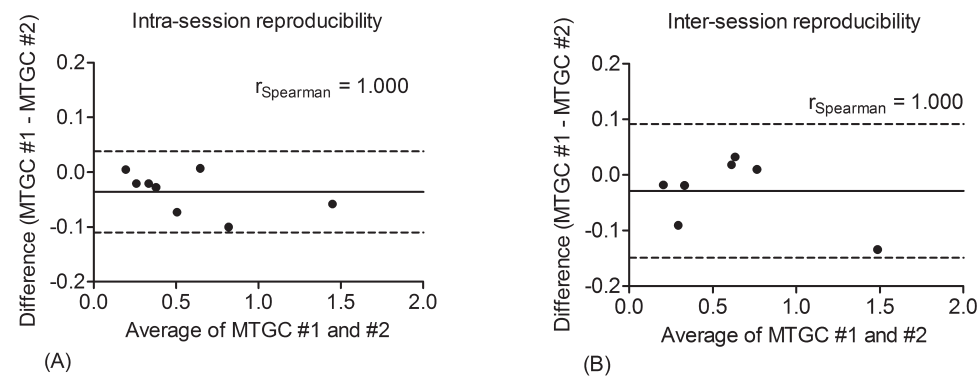 Intra-session reproducibility
Difference (MTGC #1 - MTGC #2)
0.2
0.1
0.0
-0.1
-0.2
rSpearman = 1.000
0.0 0.5 1.0 1.5 2.0
Average of MTGC #1 and #2
(A)
Inter-session reproducibility
Difference (MTGC #1 - MTGC #2)
0.2
0.1
0.0
-0.1
-0.2
rSpearman = 1.000
0.0 0.5 1.0 1.5 2.0
Average of MTGC #1 and #2
(B)